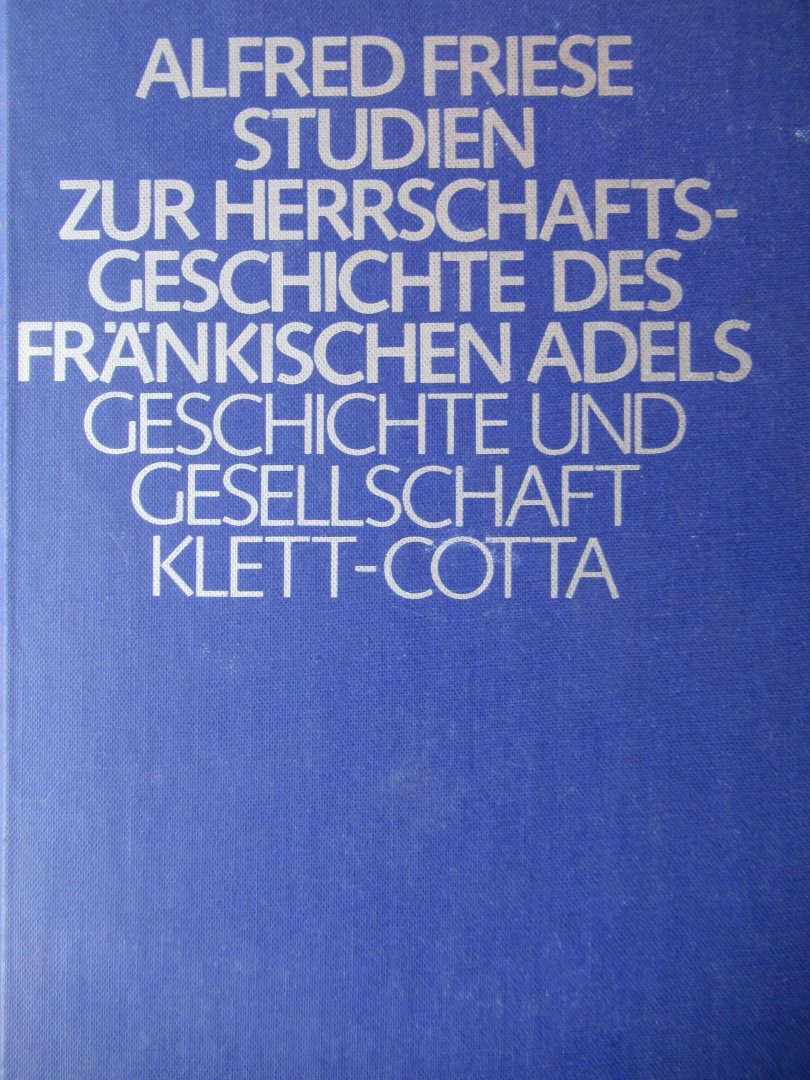 ALFRED FRIESE
STUDIEN
ZUR HERRSCHAFTS-
GESCHICHTE DES
FRÄNKISCHEN ADELS
GESCHICHTE UND
GESELLSCHAFT
KLETT-COTTA